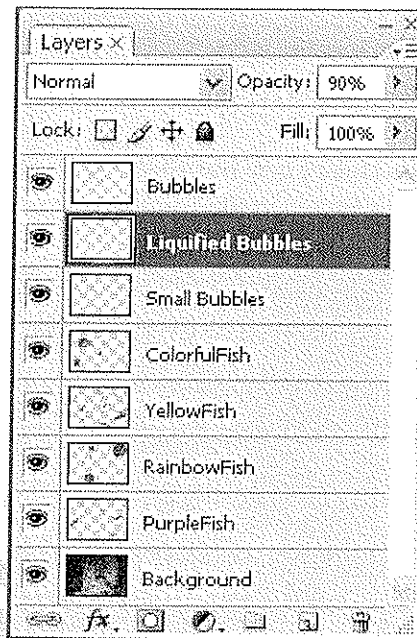 Layers ×
Normal Opacity: 90%
Lock: Fill: 100%
Bubbles
Liquified Bubbles
Small Bubbles
ColorfulFish
YellowFish
RainbowFish
PurpleFish
Background
fx.